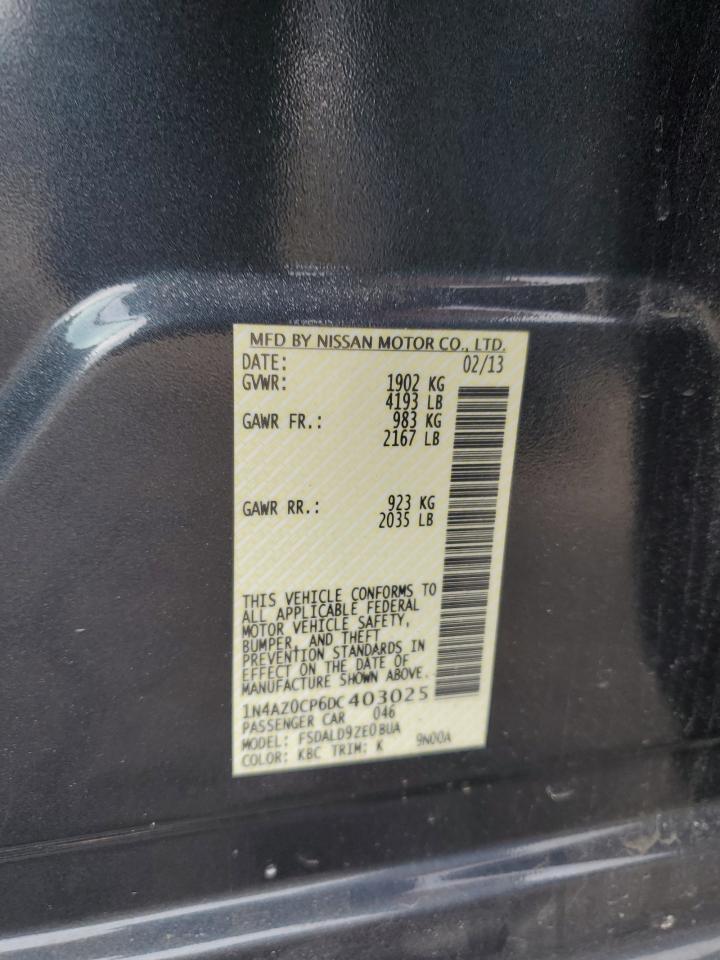 MFD BY NISSAN MOTOR CO., LTD.
DATE: 02/13
GVWR: 1902 KG
4193 LB
GAWR FR.: 983 KG
2167 LB
GAWR RR.: 923 KG
2035 LB
THIS VEHICLE CONFORMS TO
ALL APPLICABLE FEDERAL
MOTOR VEHICLE SAFETY,
BUMPER, AND THEFT
PREVENTION STANDARDS IN
EFFECT ON THE DATE OF
MANUFACTURE SHOWN ABOVE.
1N4AZ0CP6DC403025
PASSENGER CAR 046
MODEL: FSDALD9ZE0BUA
COLOR: KBC TRIM: K 9N00A